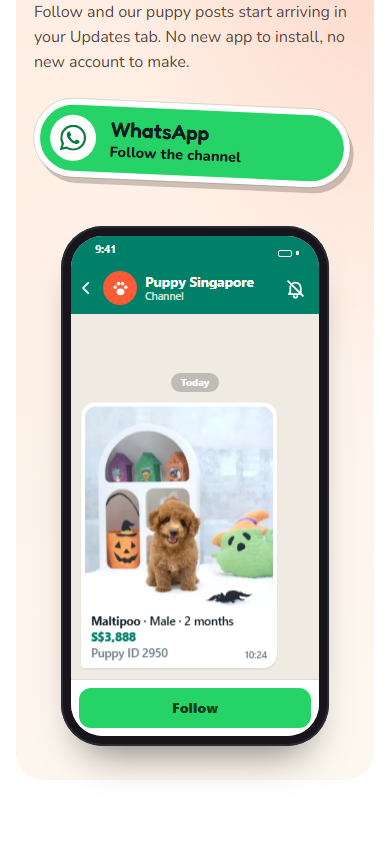 Follow and our puppy posts start arriving in
your Updates tab. No new app to install, no
new account to make.
WhatsApp
Follow the channel
9:41
Puppy Singapore
Channel
Today
Maltipoo · Male · 2 months
S$3,888
Puppy ID 2950
10:24
Follow